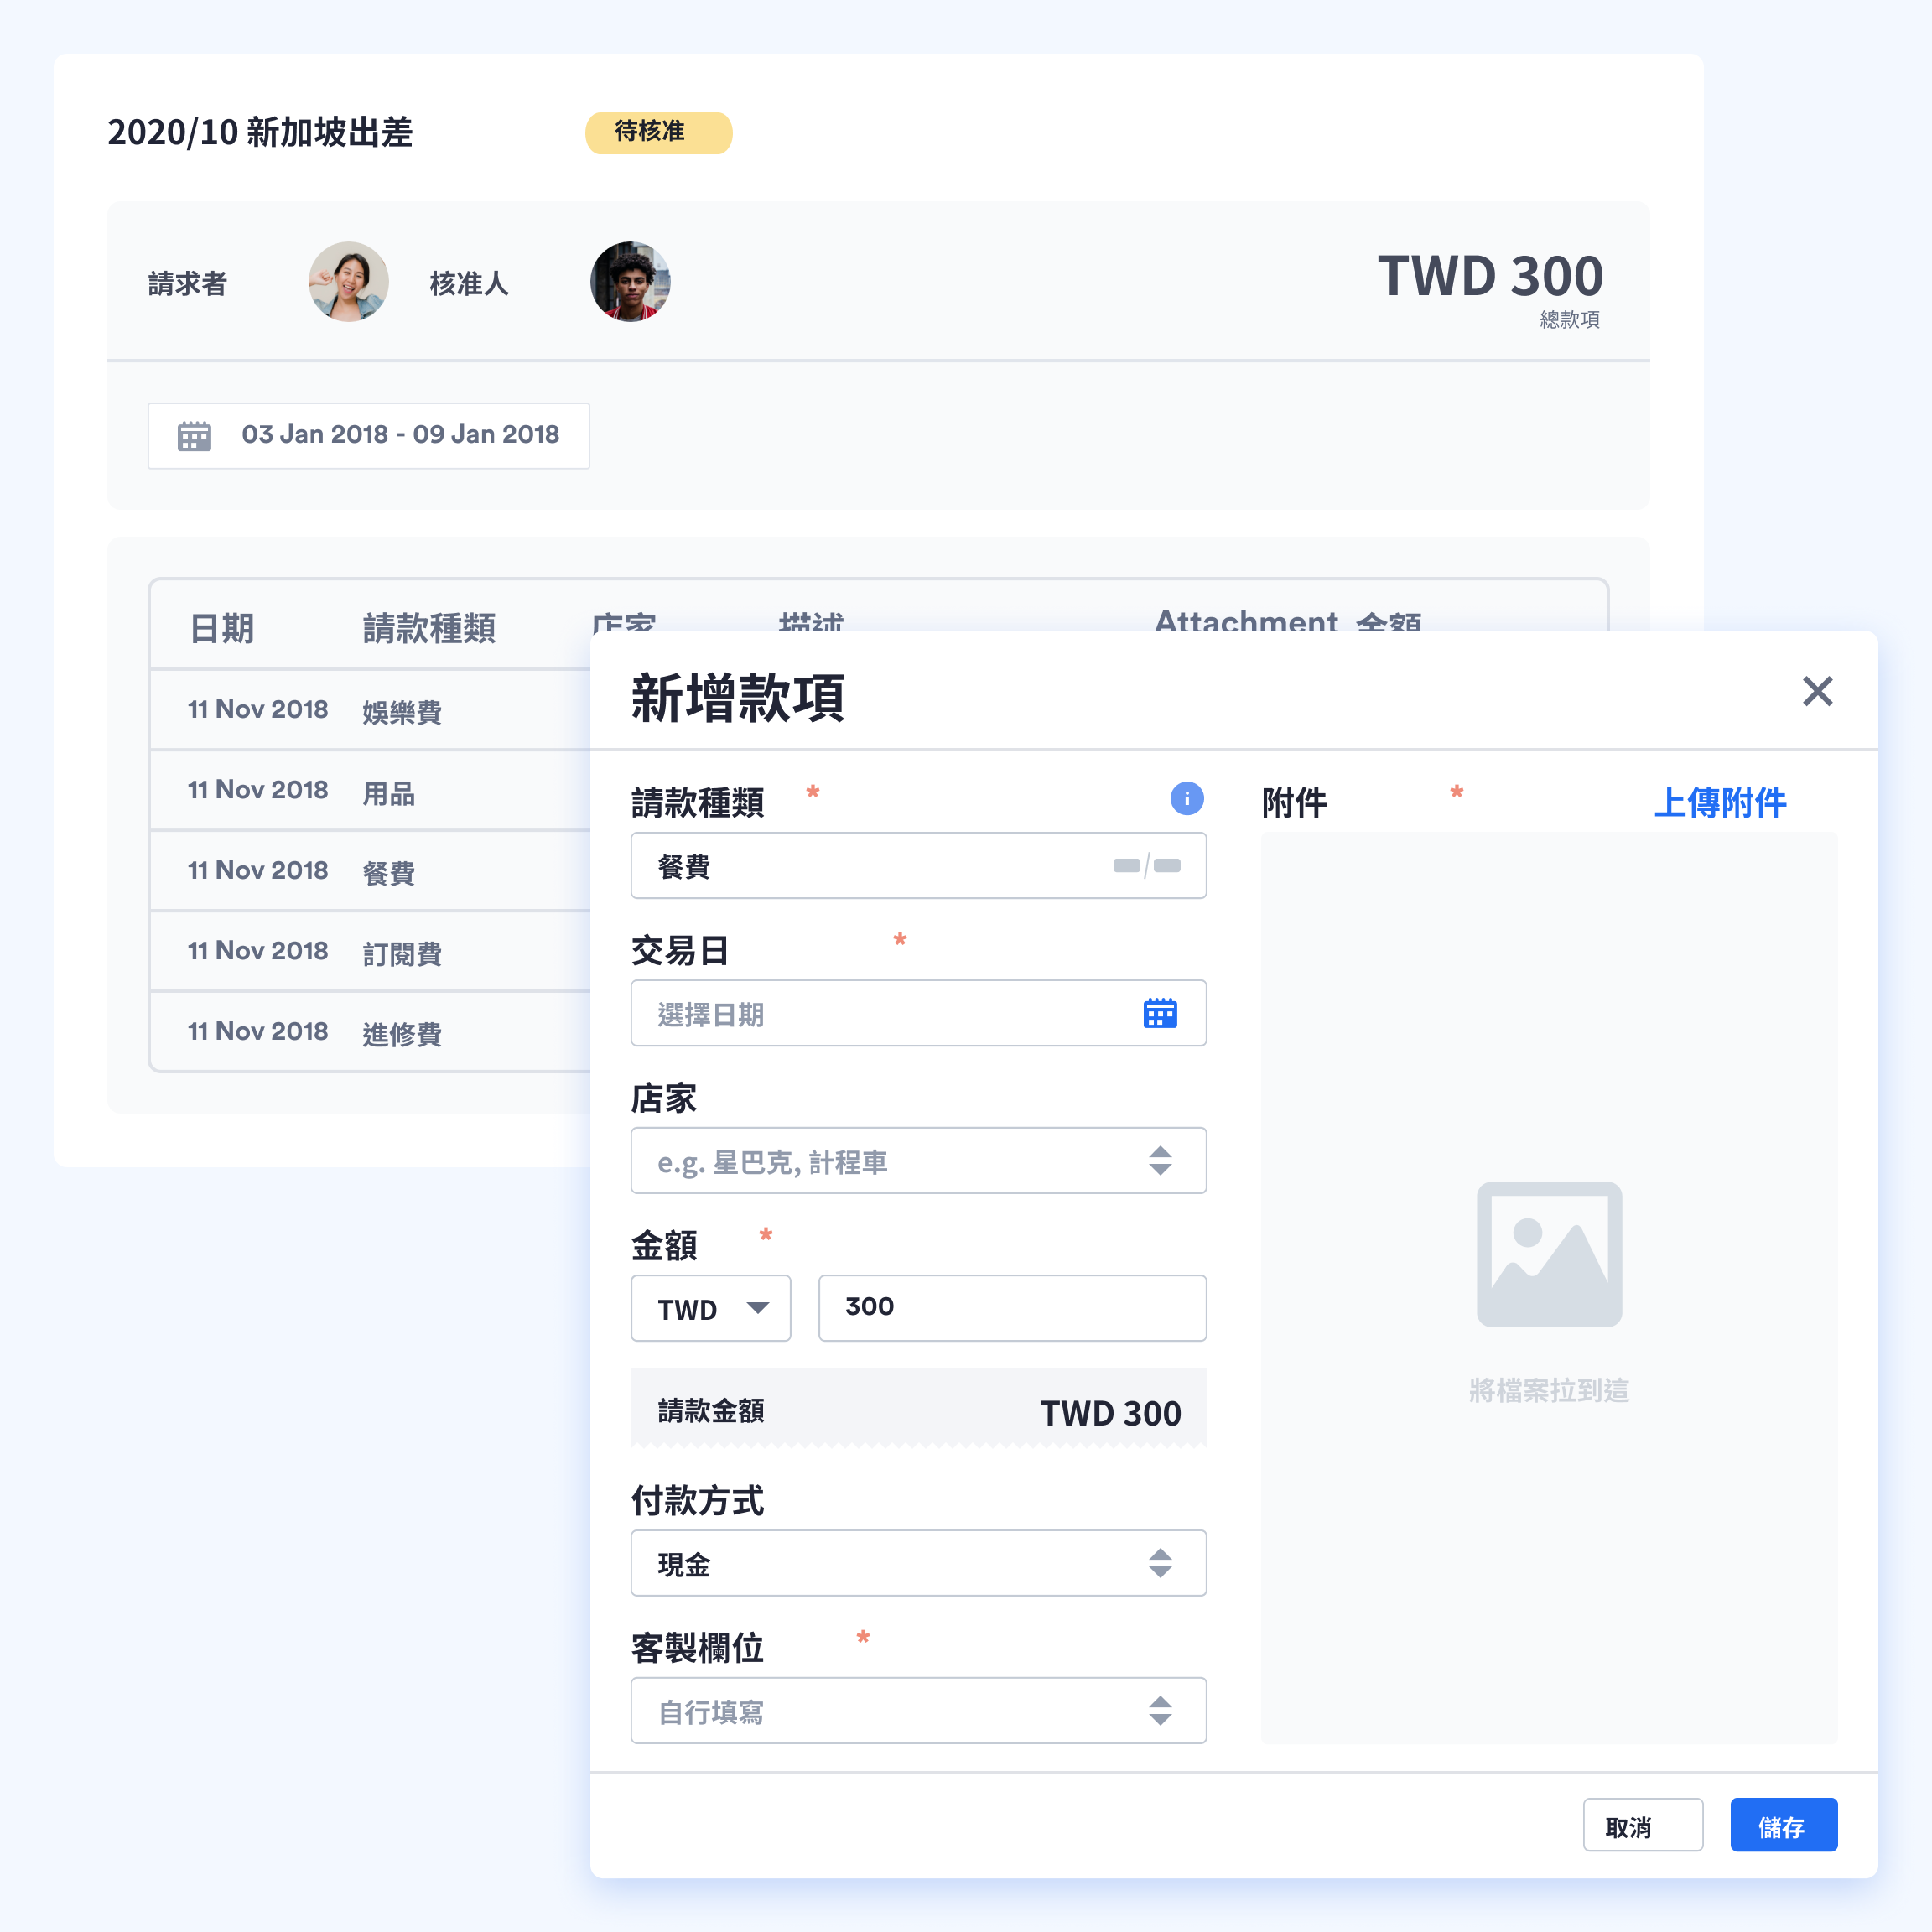 2020/10 新加坡出差
待核准
請求者
核准人
TWD 300
總款項
03 Jan 2018 - 09 Jan 2018
日期 請款種類 店家 描述 Attachment 金額
11 Nov 2018 娛樂費
11 Nov 2018 用品
11 Nov 2018 餐費
11 Nov 2018 訂閱費
11 Nov 2018 進修費
新增款項
請款種類 *
餐費
交易日 *
選擇日期
店家
e.g. 星巴克, 計程車
金額 *
TWD 300
請款金額 TWD 300
付款方式
現金
客製欄位 *
自行填寫
附件 * 上傳附件
將檔案拉到這
取消 儲存